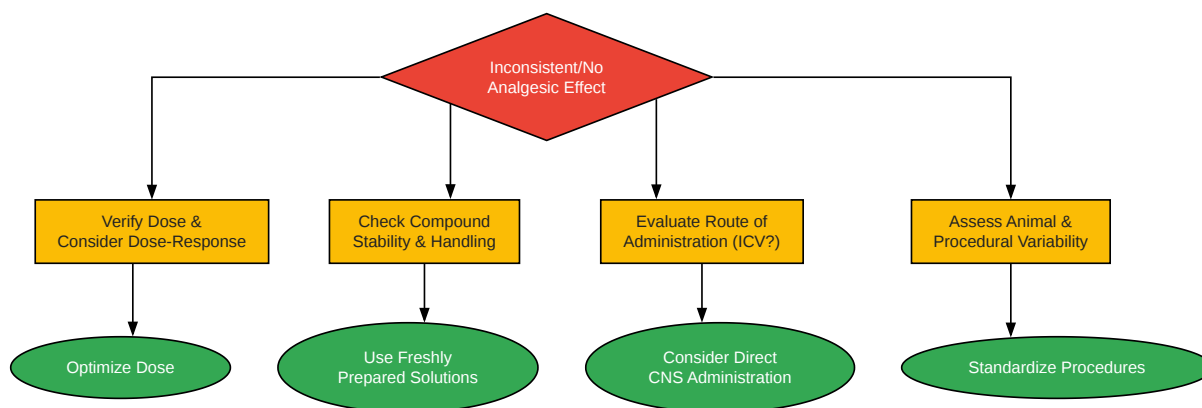 Inconsistent/No
Analgesic Effect
Verify Dose &
Consider Dose-Response
Check Compound
Stability & Handling
Evaluate Route of
Administration (ICV?)
Assess Animal &
Procedural Variability
Optimize Dose
Use Freshly
Prepared Solutions
Consider Direct
CNS Administration
Standardize Procedures